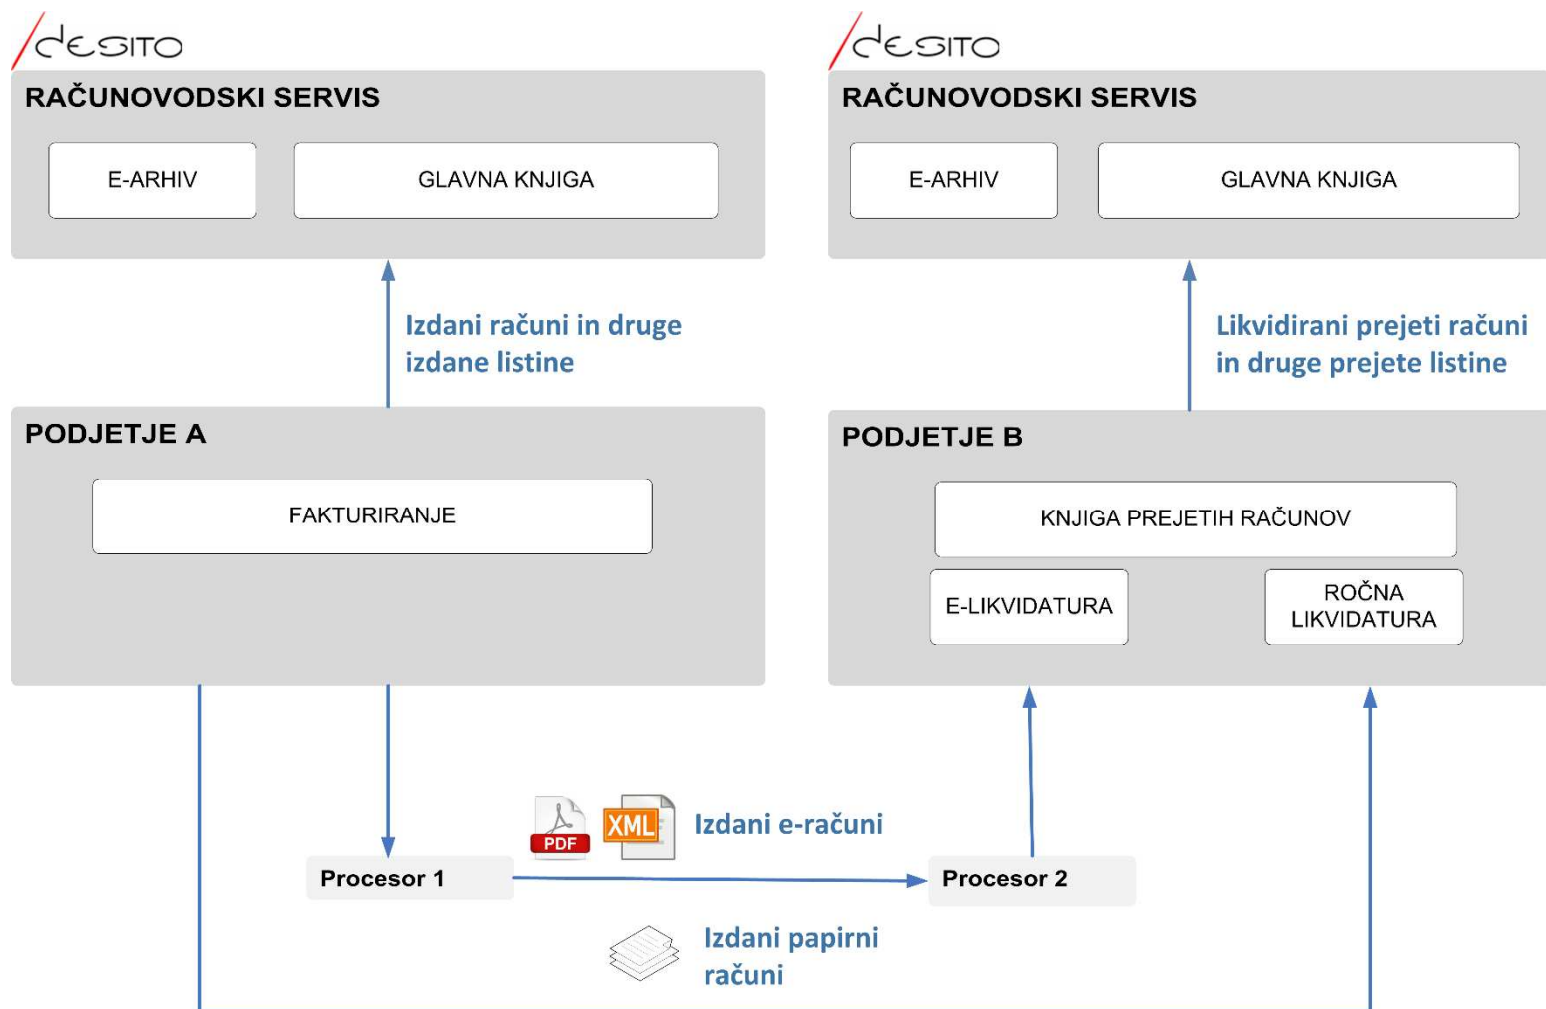 desito
desito
RAČUNOVODSKI SERVIS
RAČUNOVODSKI SERVIS
E-ARHIV
GLAVNA KNJIGA
E-ARHIV
GLAVNA KNJIGA
Izdani računi in druge
izdane listine
Likvidirani prejeti računi
in druge prejete listine
PODJETJE A
FAKTURIRANJE
PODJETJE B
KNJIGA PREJETIH RAČUNOV
E-LIKVIDATURA
ROČNA
LIKVIDATURA
PDF
XML
Izdani e-računi
Procesor 1
Procesor 2
Izdani papirni
računi